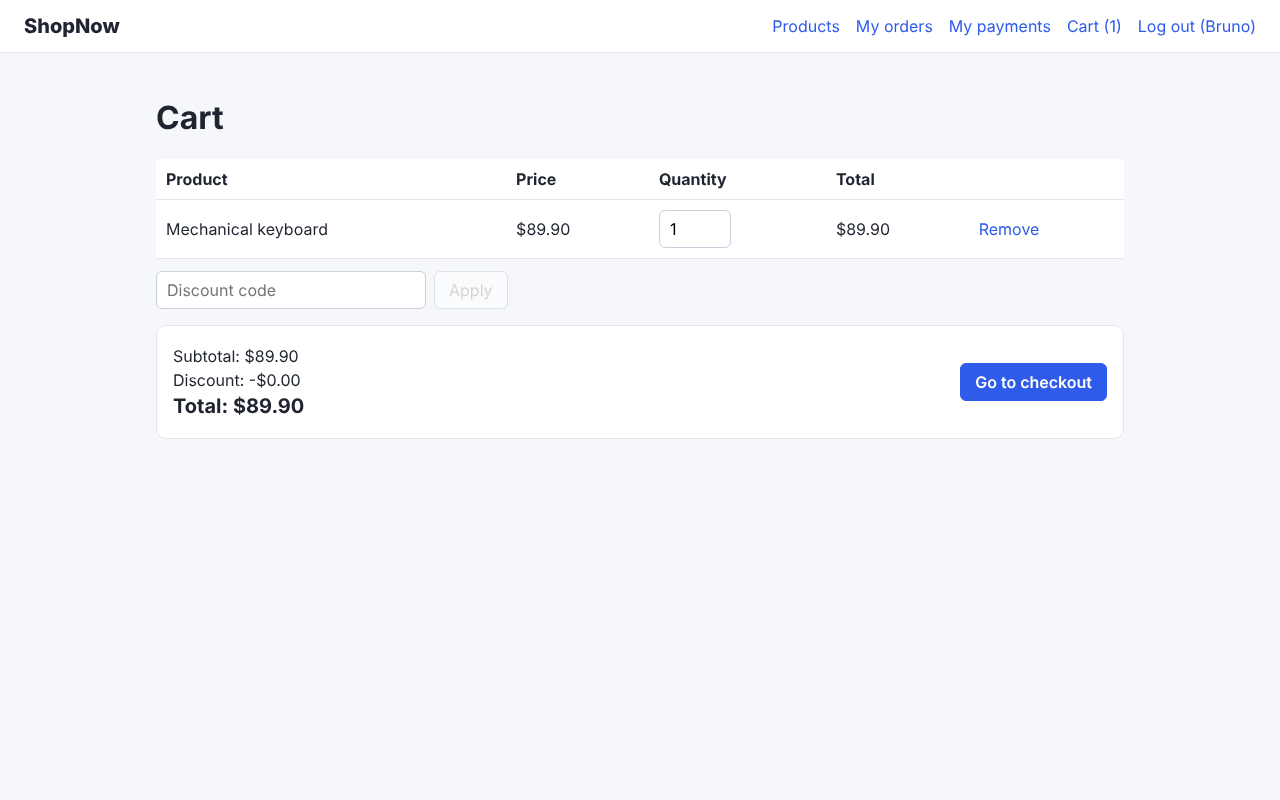 ShopNow Products My orders My payments Cart (1) Log out (Bruno)
Cart
Product Price Quantity Total
Mechanical keyboard $89.90 1 $89.90 Remove
Discount code Apply
Subtotal: $89.90
Discount: -$0.00
Total: $89.90
Go to checkout